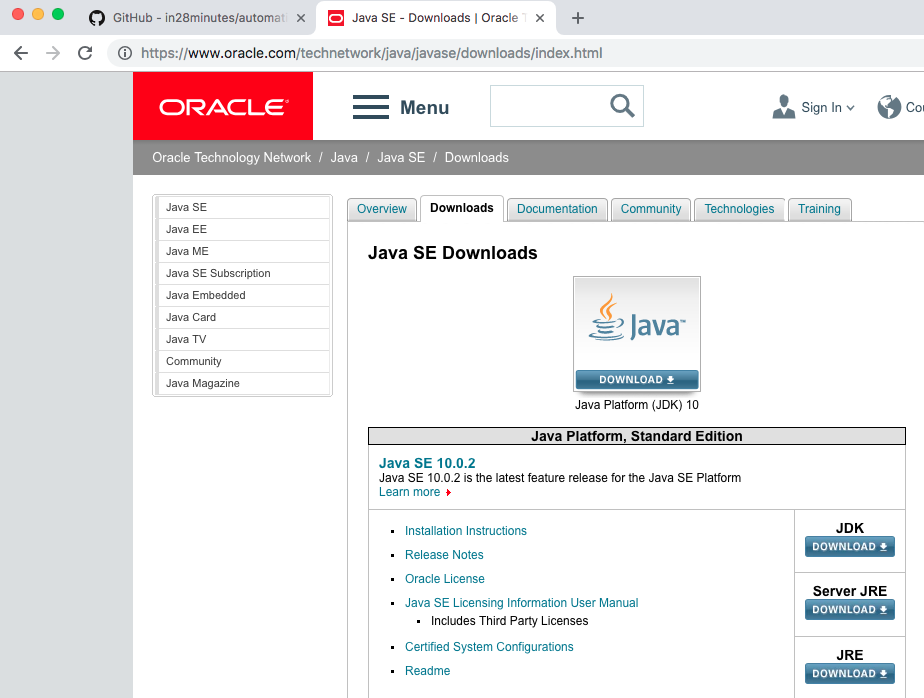 GitHub - in28minutes/automati
Java SE - Downloads | Oracle T
https://www.oracle.com/technetwork/java/javase/downloads/index.html
ORACLE®
Menu
Sign In
Cou
Oracle Technology Network / Java / Java SE / Downloads
Java SE
Java EE
Java ME
Java SE Subscription
Java Embedded
Java Card
Java TV
Community
Java Magazine
Overview
Downloads
Documentation
Community
Technologies
Training
Java SE Downloads
Java™
DOWNLOAD
Java Platform (JDK) 10
Java Platform, Standard Edition
Java SE 10.0.2
Java SE 10.0.2 is the latest feature release for the Java SE Platform
Learn more
Installation Instructions
Release Notes
Oracle License
Java SE Licensing Information User Manual
Includes Third Party Licenses
Certified System Configurations
Readme
JDK
DOWNLOAD
Server JRE
DOWNLOAD
JRE
DOWNLOAD